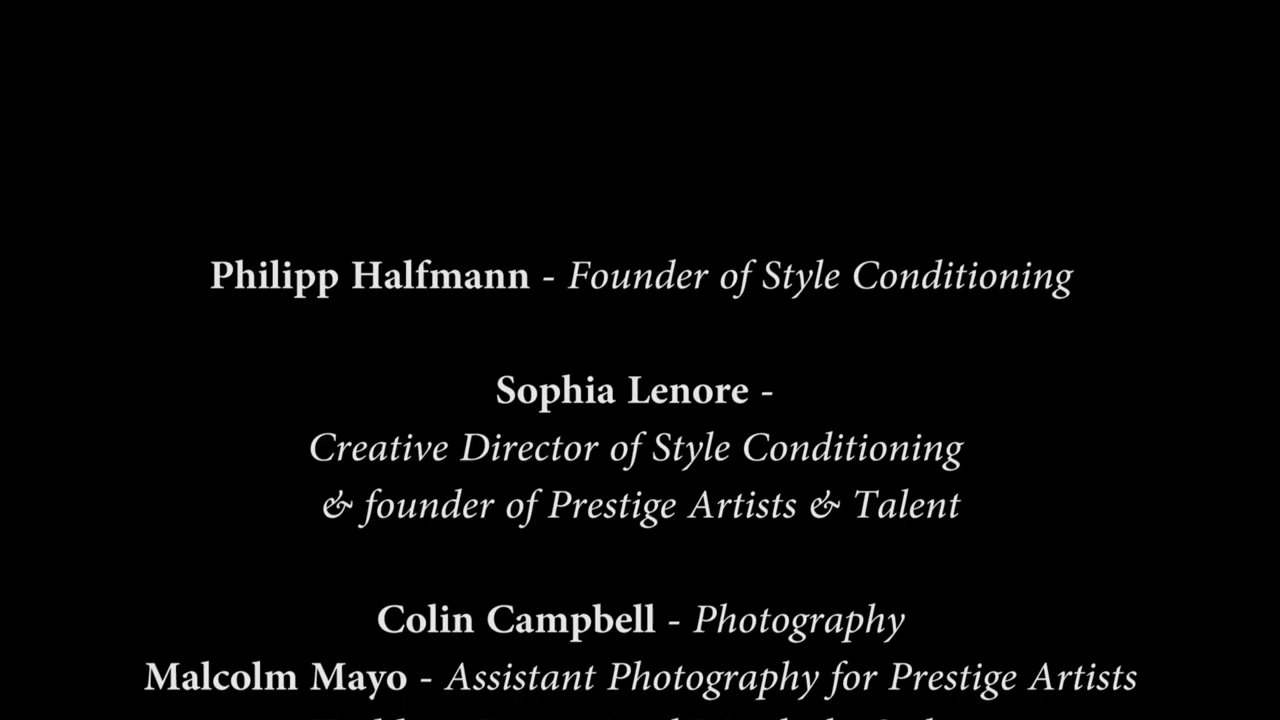 Philipp Halfmann - Founder of Style Conditioning
Sophia Lenore -
Creative Director of Style Conditioning
& founder of Prestige Artists & Talent
Colin Campbell - Photography
Malcolm Mayo - Assistant Photography for Prestige Artists